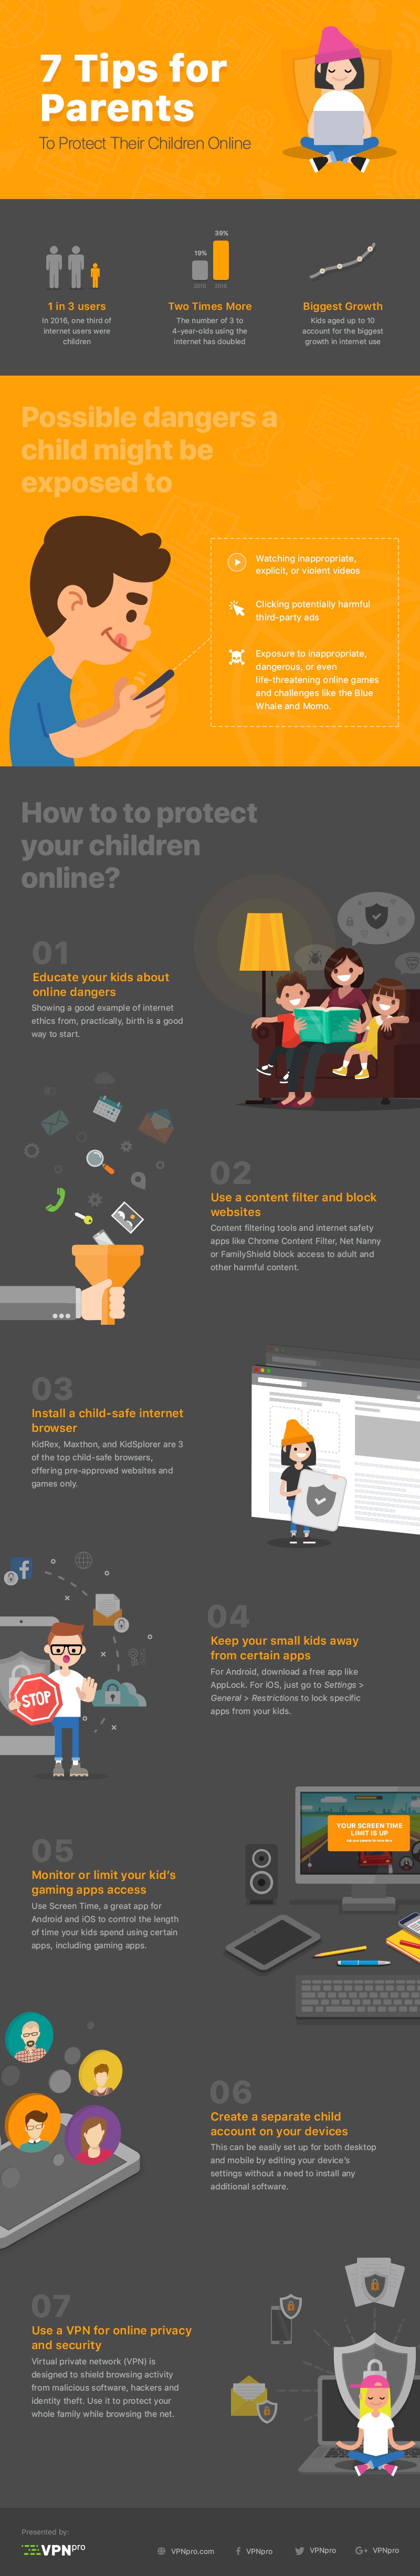 7 Tips for
Parents
To Protect Their Children Online
1 in 3 users
In 2016, one third of
internet users were
children
19%
39%
2010 2016
Two Times More
The number of 3 to
4-year-olds using the
internet has doubled
Biggest Growth
Kids aged up to 10
account for the biggest
growth in internet use
Possible dangers a
child might be
exposed to
Watching inappropriate,
explicit, or violent videos
Clicking potentially harmful
third-party ads
Exposure to inappropriate,
dangerous, or even
life-threatening online games
and challenges like the Blue
Whale and Momo.
How to to protect
your children
online?
01
Educate your kids about
online dangers
Showing a good example of internet
ethics from, practically, birth is a good
way to start.
02
Use a content filter and block
websites
Content filtering tools and internet safety
apps like Chrome Content Filter, Net Nanny
or FamilyShield block access to adult and
other harmful content.
03
Install a child-safe internet
browser
KidRex, Maxthon, and KidSplorer are 3
of the top child-safe browsers,
offering pre-approved websites and
games only.
STOP
04
Keep your small kids away
from certain apps
For Android, download a free app like
AppLock. For iOS, just go to Settings >
General > Restrictions to lock specific
apps from your kids.
YOUR SCREEN TIME
LIMIT IS UP
05
Monitor or limit your kid's
gaming apps access
Use Screen Time, a great app for
Android and iOS to control the length
of time your kids spend using certain
apps, including gaming apps.
06
Create a separate child
account on your devices
This can be easily set up for both desktop
and mobile by editing your device's
settings without a need to install any
additional software.
07
Use a VPN for online privacy
and security
Virtual private network (VPN) is
designed to shield browsing activity
from malicious software, hackers and
identity theft. Use it to protect your
whole family while browsing the net.
Presented by:
VPNpro
VPNpro.com VPNpro VPNpro VPNpro